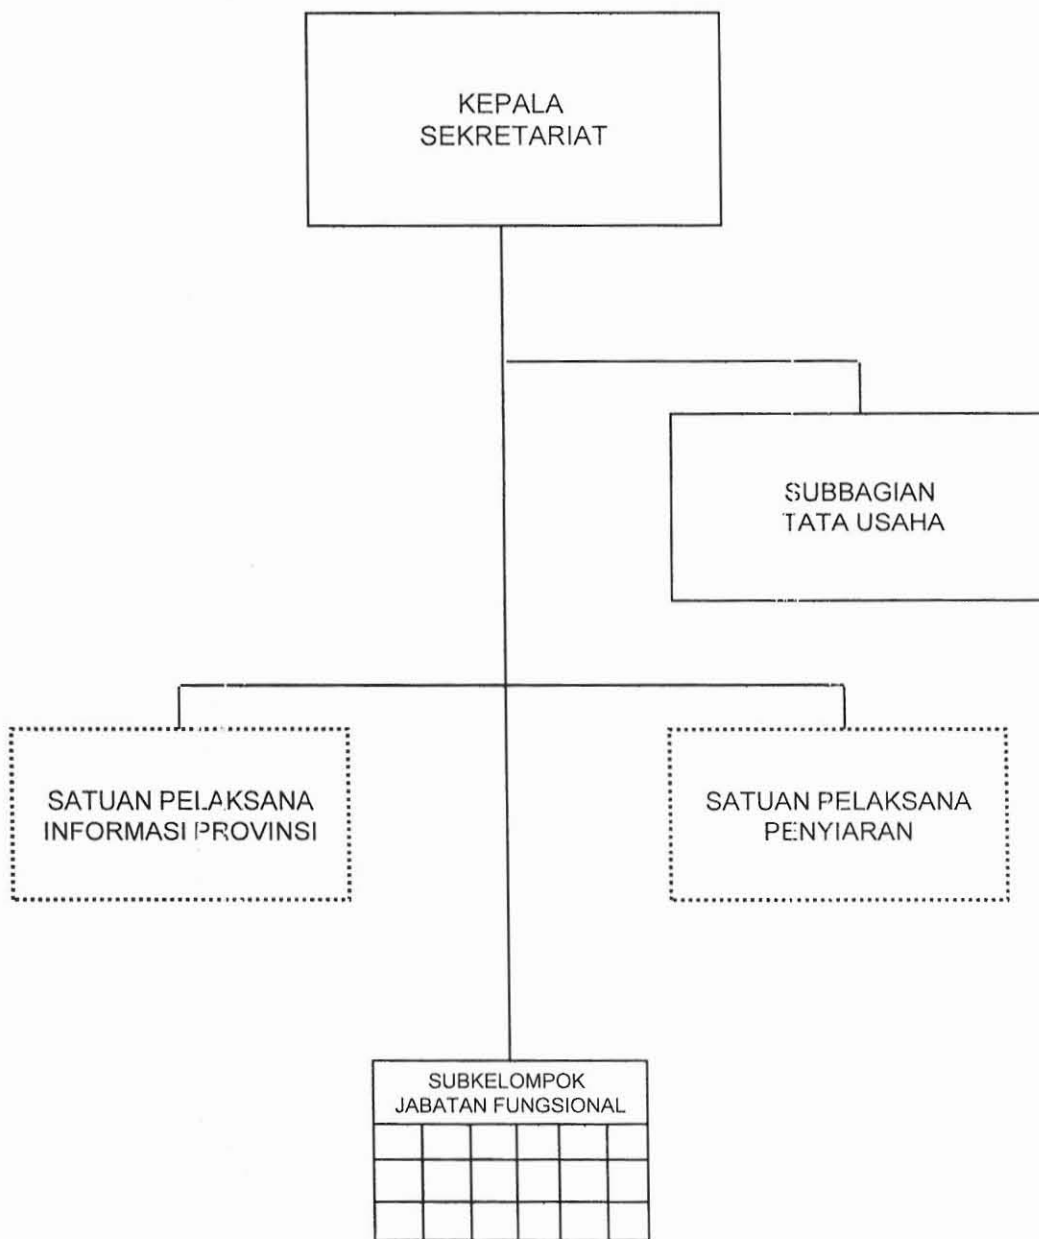 KEPALA
SEKRETARIAT
SUBBAGIAN
TATA USAHA
SATUAN PELAKSANA
INFORMASI PROVINSI
SATUAN PELAKSANA
PENYIARAN
SUBKELOMPOK
JABATAN FUNGSIONAL